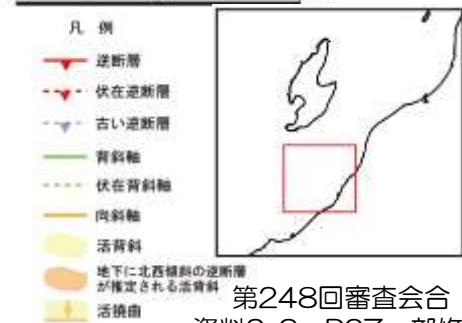 凡 例
逆断層
伏在逆断層
古い逆断層
背斜軸
伏在背斜軸
向斜軸
活背斜
地下に北西傾斜の逆断層
が推定される活背斜
活撓曲
第248回審査会合